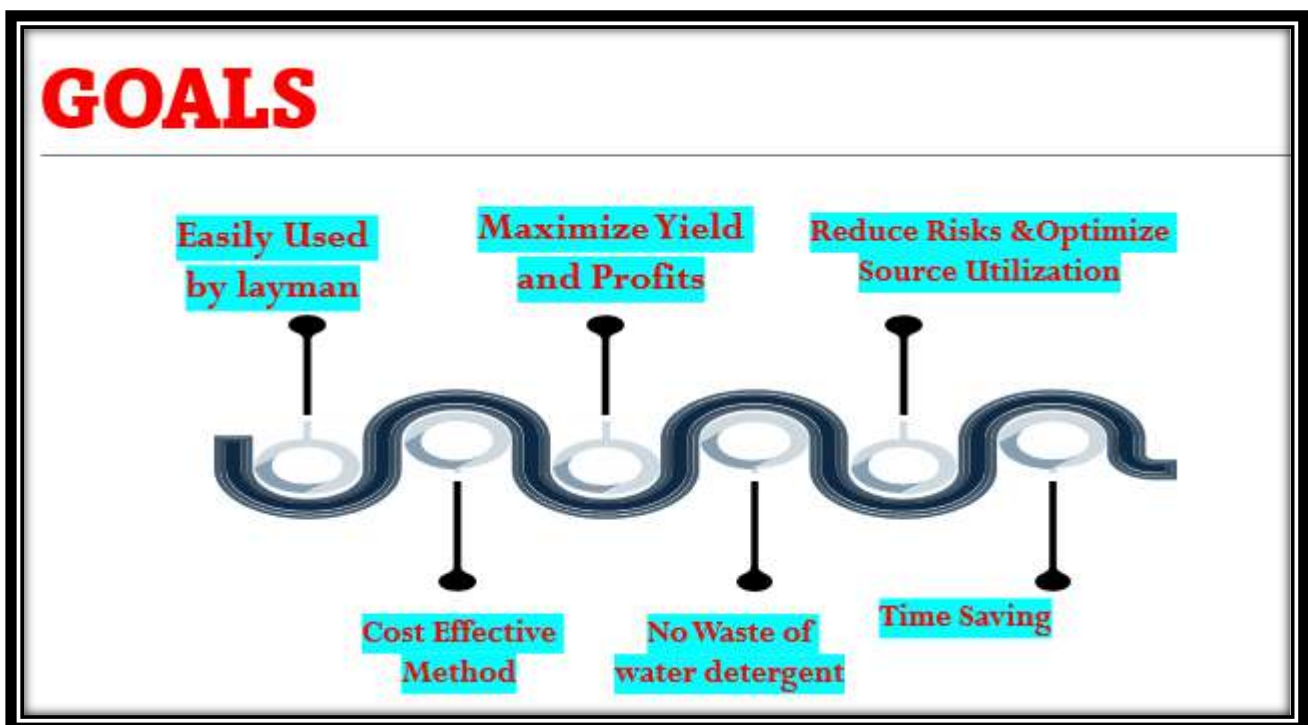 GOALS
Easily Used
by layman
Maximize Yield
and Profits
Reduce Risks &Optimize
Source Utilization
Cost Effective
Method
No Waste of
water detergent
Time Saving